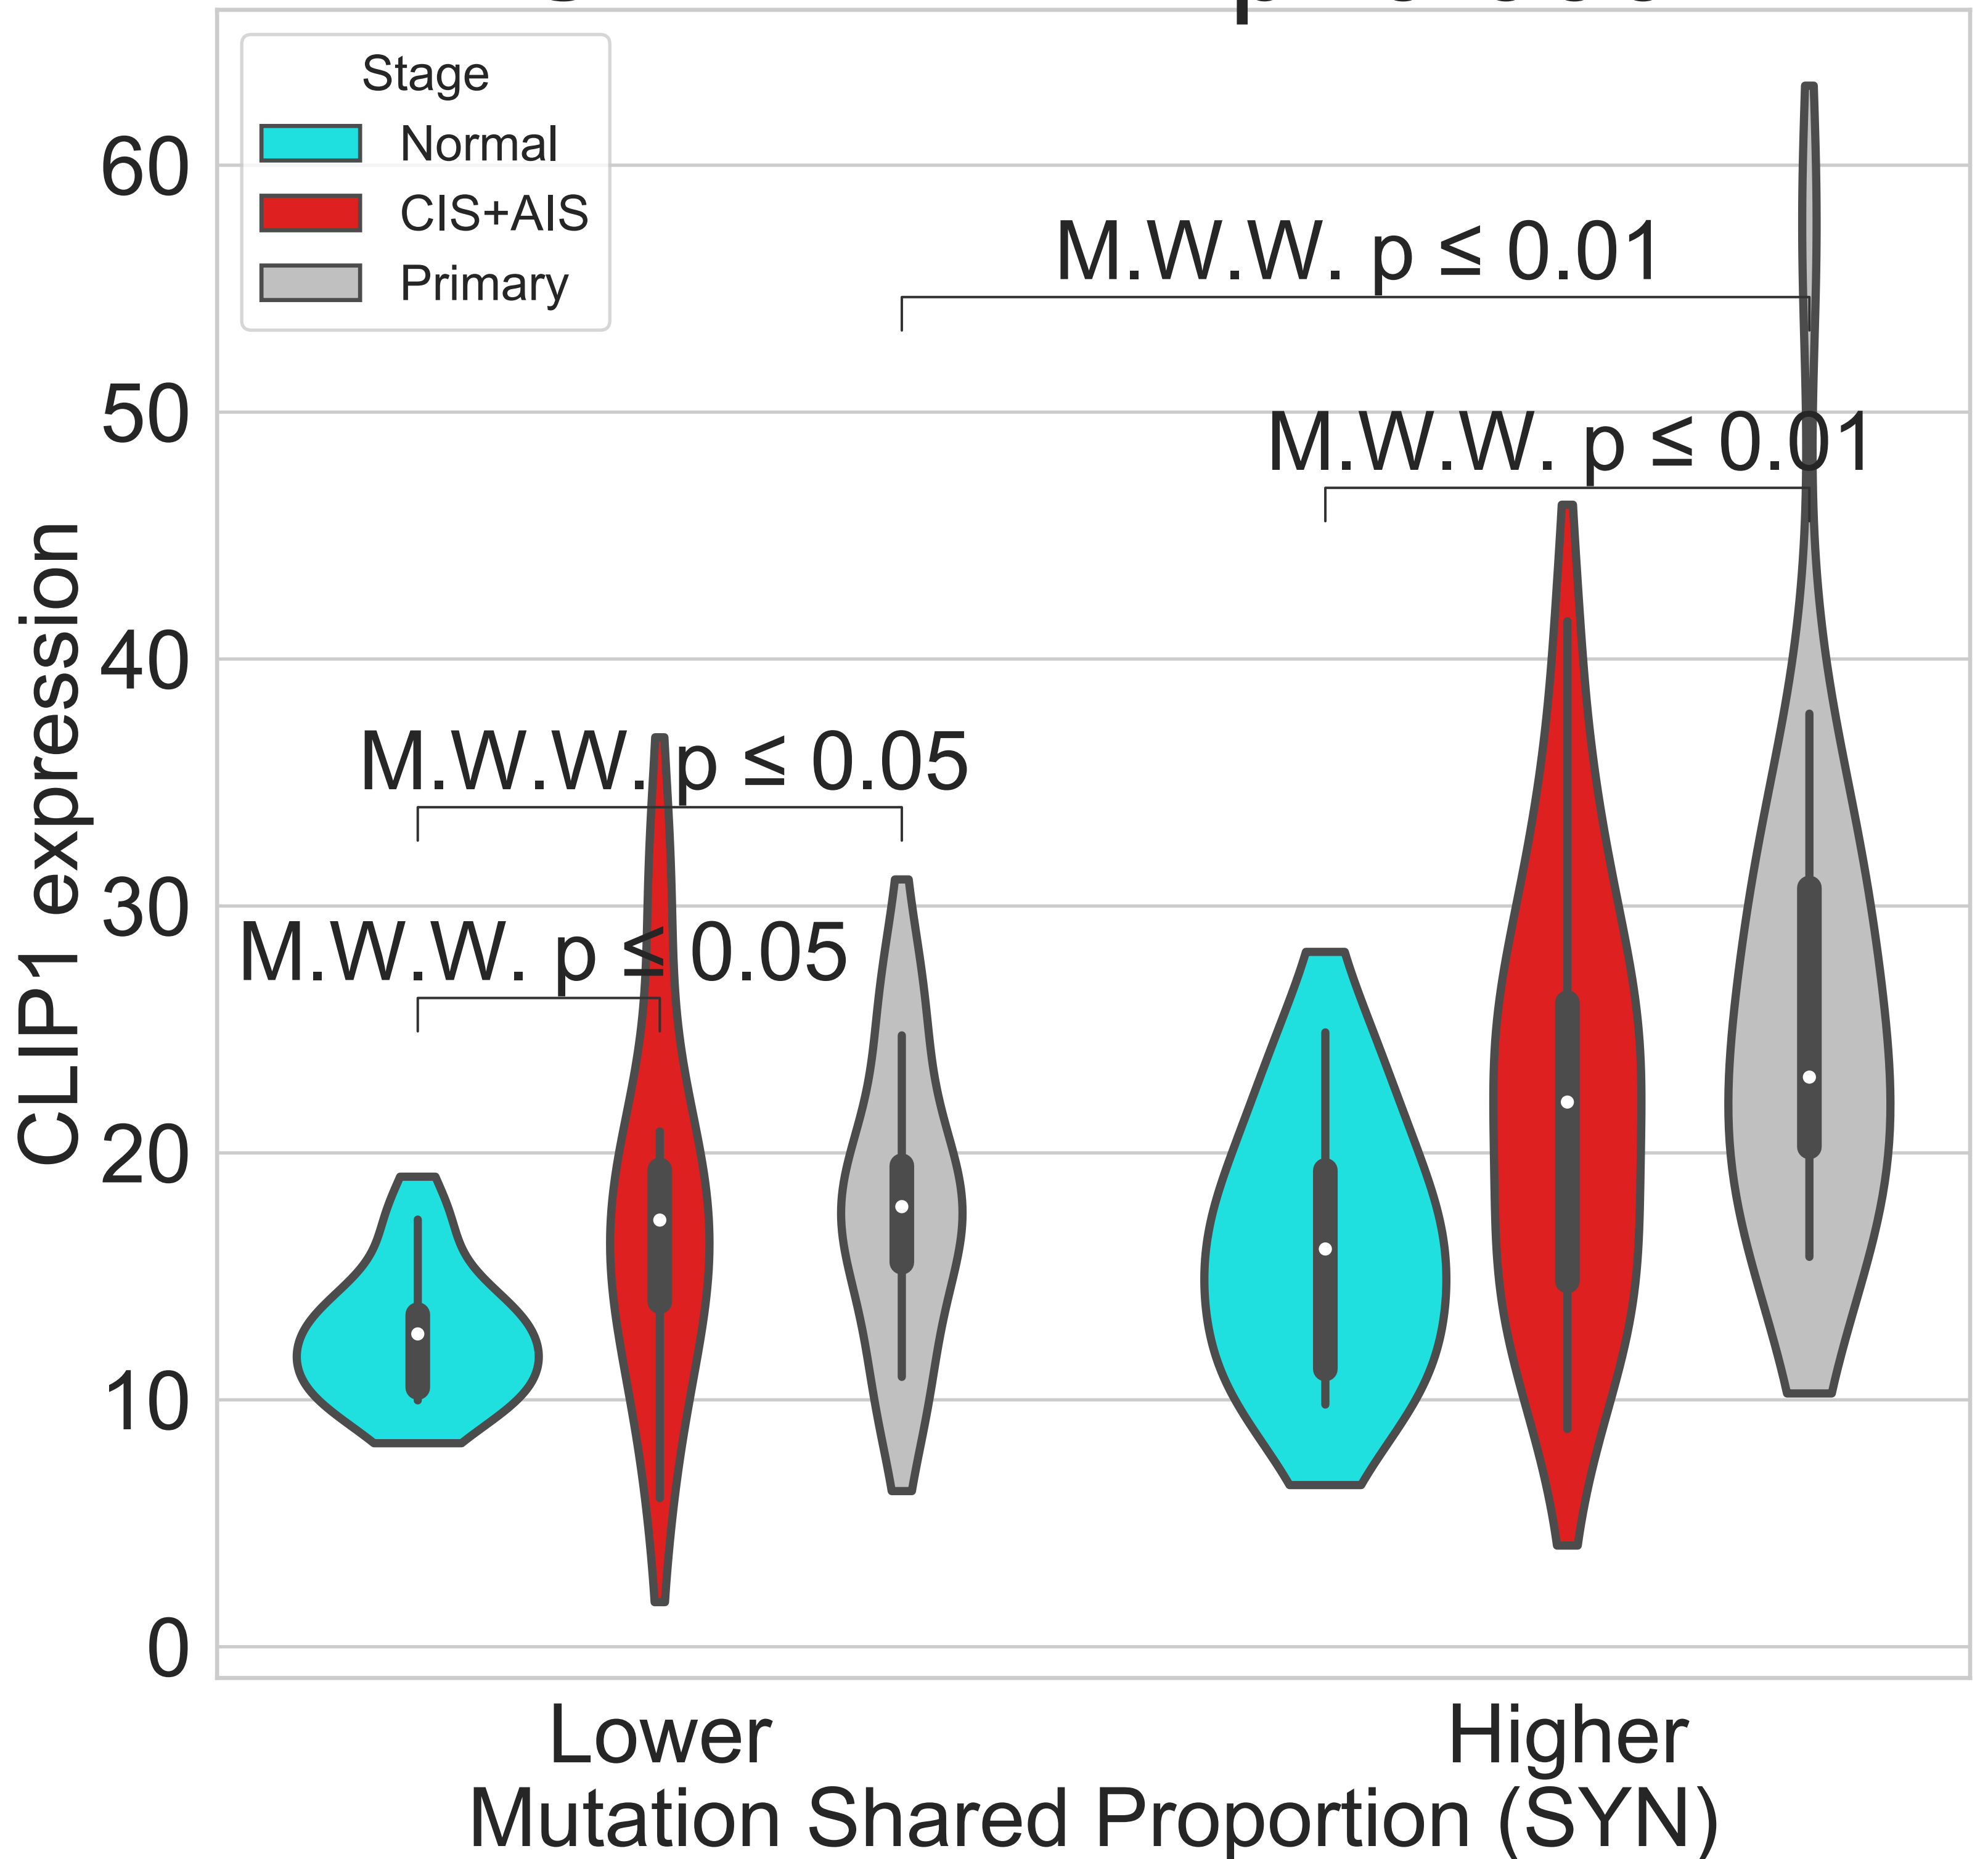 Stage
Normal
CIS+AIS
Primary
60
50
40
30
20
10
0
CLIP1 expression
M.W.W. p ≤ 0.01
M.W.W. p ≤ 0.01
M.W.W. p ≤ 0.05
M.W.W. p ≤ 0.05
Lower
Higher
Mutation Shared Proportion (SYN)